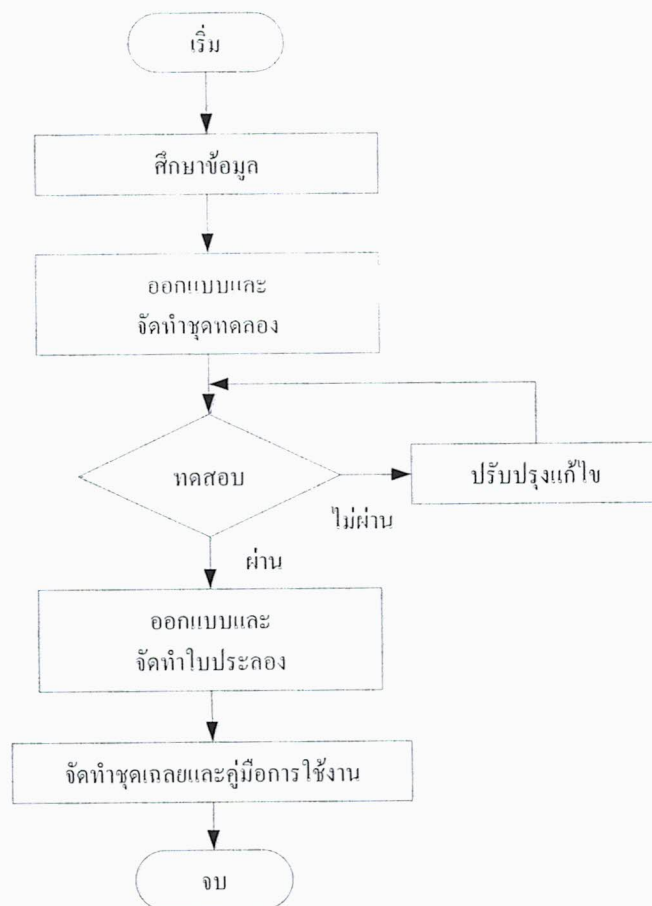 เริ่ม
ศึกษาข้อมูล
ออกแบบและ
จัดทำชุดทดลอง
ทดสอบ
ปรับปรุงแก้ไข
ไม่ผ่าน
ผ่าน
ออกแบบและ
จัดทำใบประลอง
จัดทำชุดเฉลยและคู่มือการใช้งาน
จบ